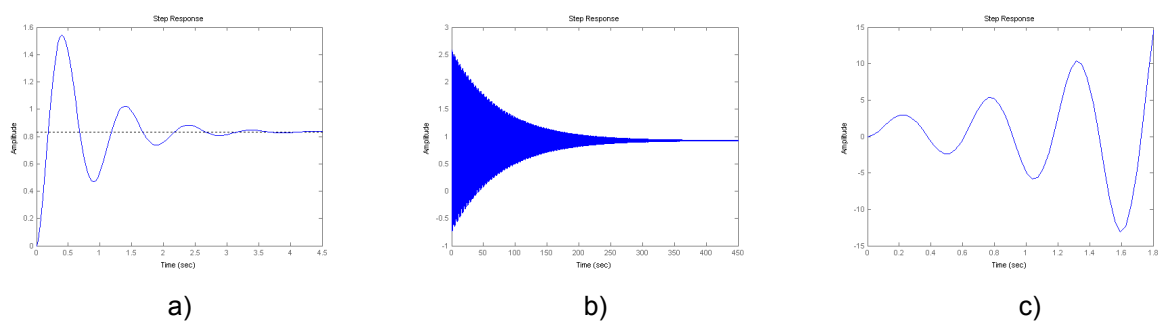 Step Response
Amplitude
1.6
1.4
1.2
1
0.8
0.6
0.4
0.2
0
0 0.5 1 1.5 2 2.5 3 3.5 4 4.5
Time (sec)
a)
Step Response
Amplitude
3
2.5
2
1.5
1
0.5
0
-0.5
-1
0 50 100 150 200 250 300 350 400 450
Time (sec)
b)
Step Response
Amplitude
15
10
5
0
-5
-10
-15
0 0.2 0.4 0.6 0.8 1 1.2 1.4 1.6 1.8
Time (sec)
c)